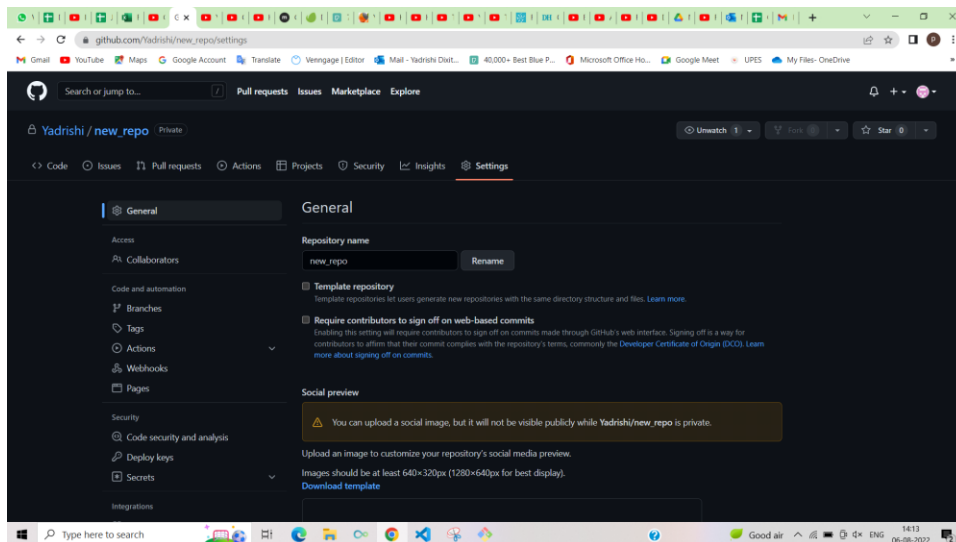 github.com/Yadrishi/new_repo/settings
Gmail YouTube Maps Google Account Translate Venngage | Editor Mail - Yadrishi Dixit... 40,000+ Best Blue P... Microsoft Office Ho... Google Meet UPES My Files- OneDrive »
Search or jump to... / Pull requests Issues Marketplace Explore
Yadrishi / new_repo Private Unwatch 1 Fork 0 Star 0
Code Issues Pull requests Actions Projects Security Insights Settings
General
Access
Collaborators
Code and automation
Branches
Tags
Actions
Webhooks
Pages
Security
Code security and analysis
Deploy keys
Secrets
Integrations
General
Repository name
new_repo Rename
Template repository
Template repositories let users generate new repositories with the same directory structure and files. Learn more.
Require contributors to sign off on web-based commits
Enabling this setting will require contributors to sign off on commits made through GitHub's web interface. Signing off is a way for
contributors to affirm that their commit complies with the repository's terms, commonly the Developer Certificate of Origin (DCO). Learn
more about signing off on commits.
Social preview
You can upload a social image, but it will not be visible publicly while Yadrishi/new_repo is private.
Upload an image to customize your repository's social media preview.
Images should be at least 640×320px (1280×640px for best display).
Download template
Type here to search Good air ENG 14:13
06-08-2022